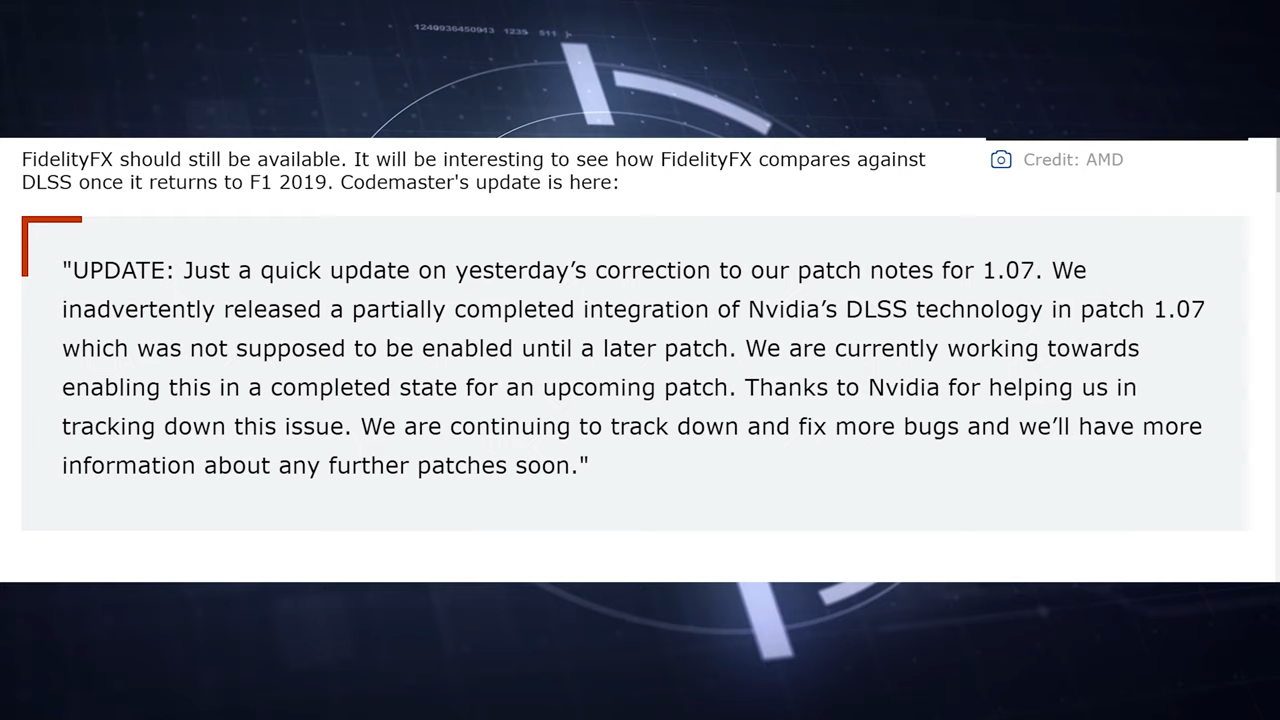 1240936450913 1235 511
FidelityFX should still be available. It will be interesting to see how FidelityFX compares against
DLSS once it returns to F1 2019. Codemaster's update is here:
Credit: AMD
"UPDATE: Just a quick update on yesterday’s correction to our patch notes for 1.07. We
inadvertently released a partially completed integration of Nvidia’s DLSS technology in patch 1.07
which was not supposed to be enabled until a later patch. We are currently working towards
enabling this in a completed state for an upcoming patch. Thanks to Nvidia for helping us in
tracking down this issue. We are continuing to track down and fix more bugs and we’ll have more
information about any further patches soon."